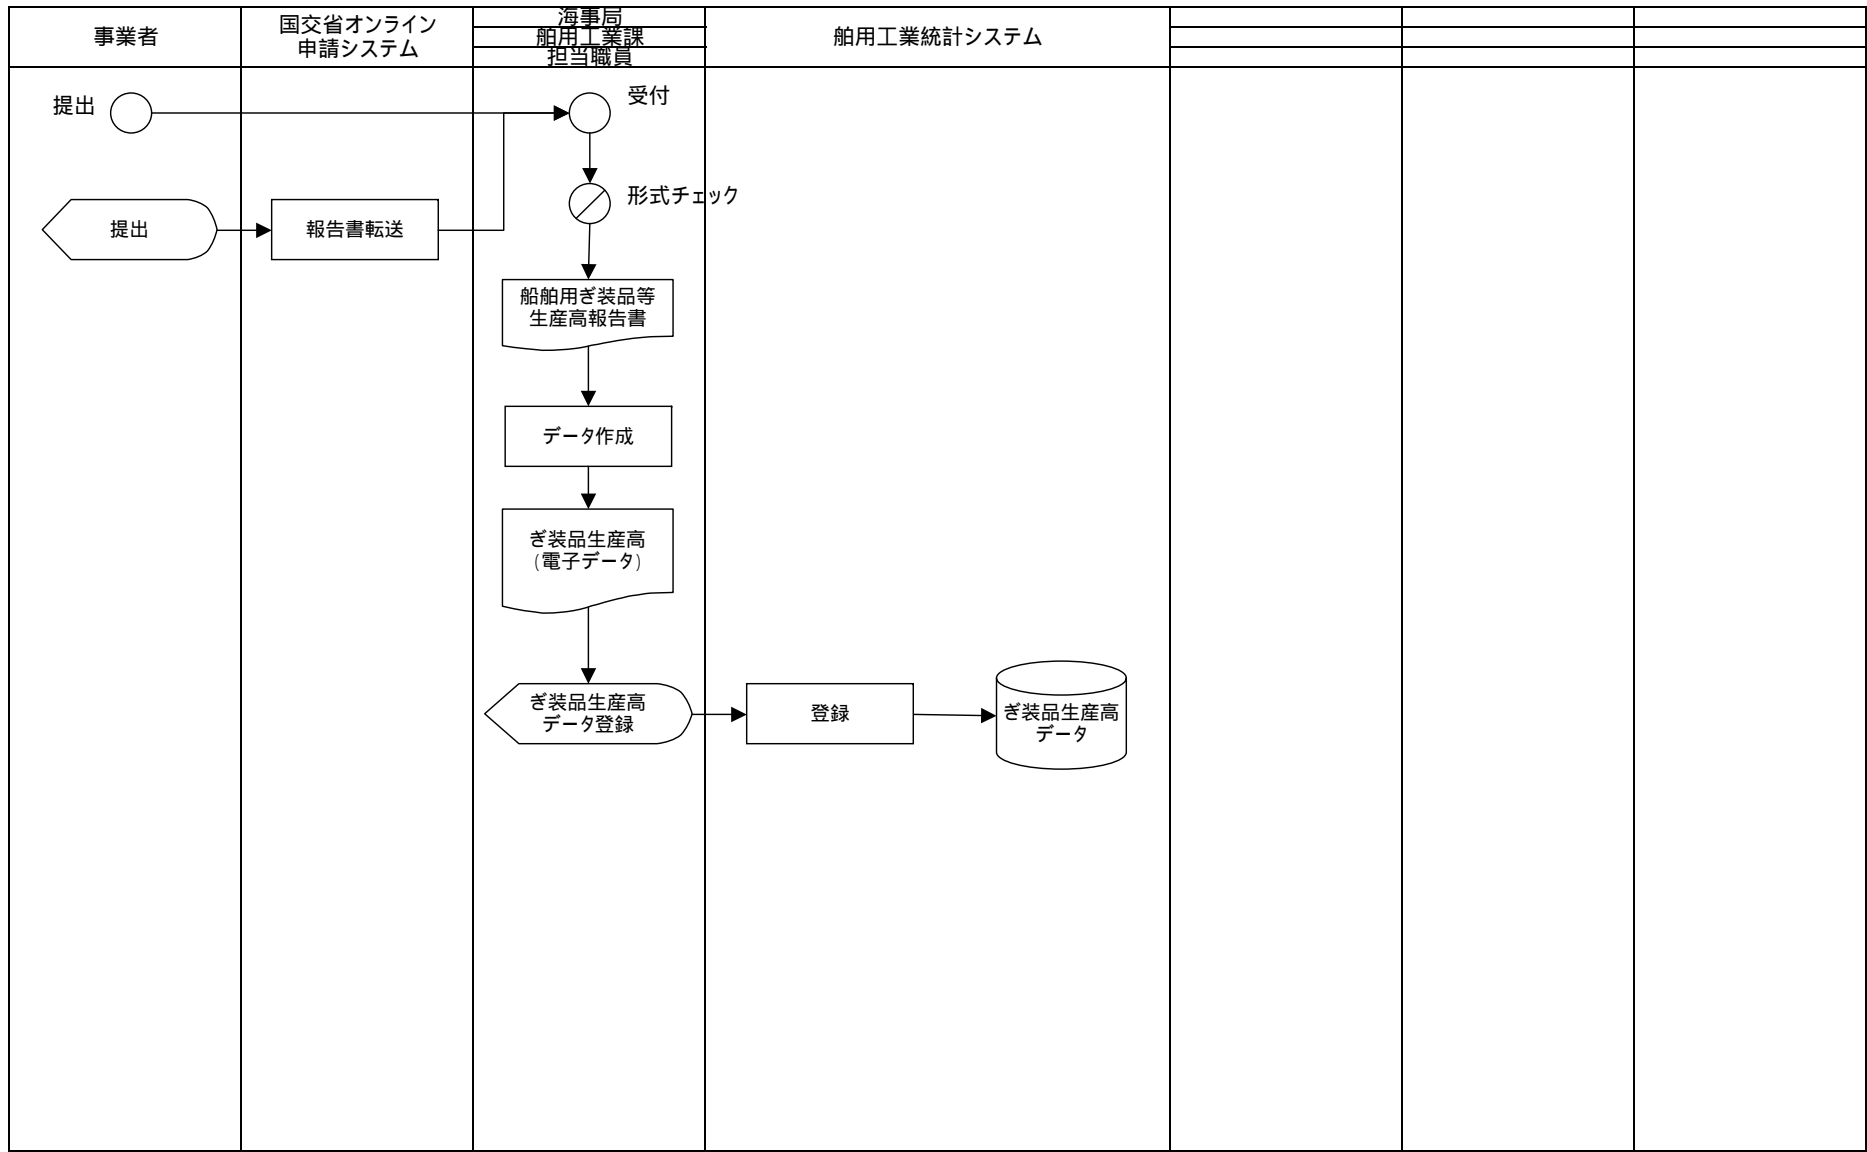 事業者
国交省オンライン
申請システム
海事局
舶用工業課
担当職員
舶用工業統計システム
提出
受付
形式チェック
提出
報告書転送
船舶用ぎ装品等
生産高報告書
データ作成
ぎ装品生産高
(電子データ)
ぎ装品生産高
データ登録
登録
ぎ装品生産高
データ